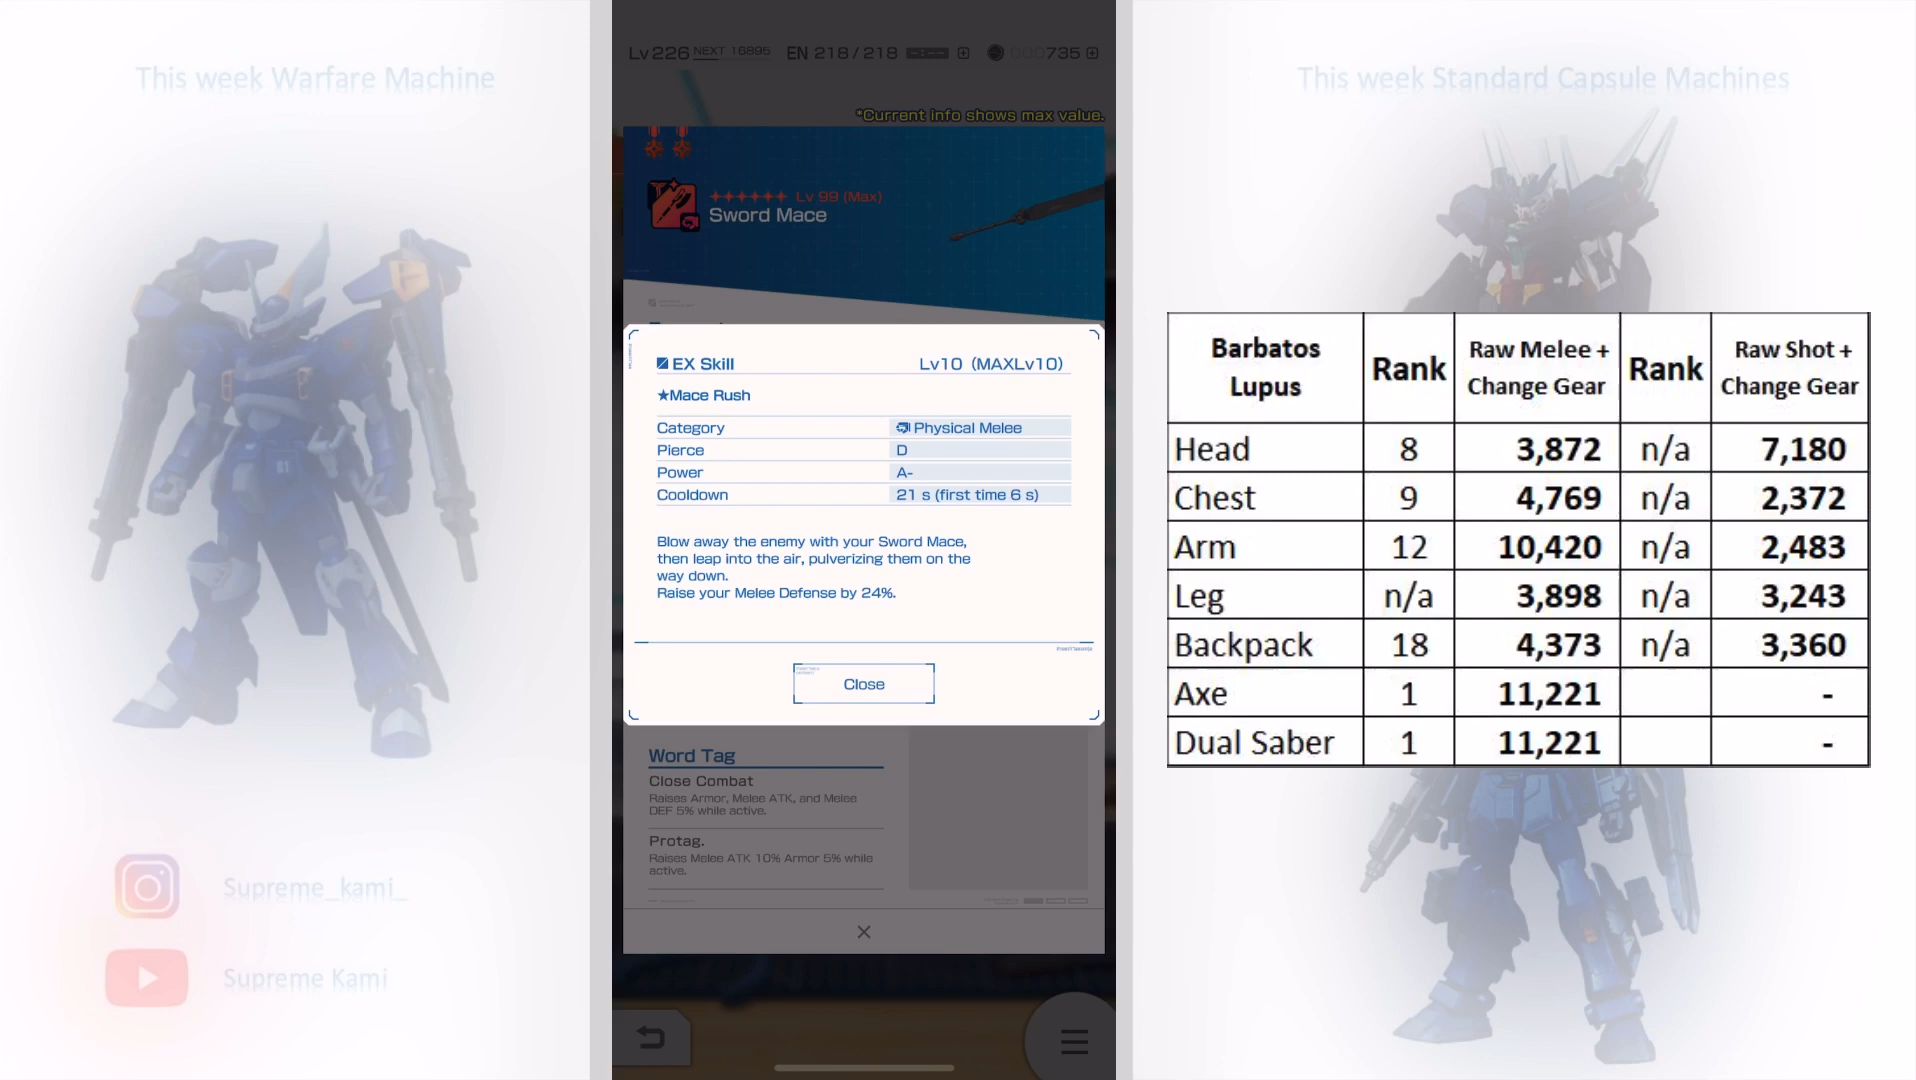 This week Warfare Machine
Supreme_kami_
Supreme Kami
Lv 226 NEXT 16895 EN 218/218 000735
*Current info shows max value.
Lv 99 (Max)
Sword Mace
EX Skill Lv10 (MAXLv10)
★Mace Rush
Category Physical Melee
Pierce D
Power A-
Cooldown 21 s (first time 6 s)
Blow away the enemy with your Sword Mace,
then leap into the air, pulverizing them on the
way down.
Raise your Melee Defense by 24%.
Close
Word Tag
Close Combat
Raises Armor, Melee ATK, and Melee
DEF 5% while active.
Protag.
Raises Melee ATK 10% Armor 5% while
active.
This week Standard Capsule Machines
Barbatos Lupus Rank Raw Melee + Change Gear Rank Raw Shot + Change Gear
Head 8 3,872 n/a 7,180
Chest 9 4,769 n/a 2,372
Arm 12 10,420 n/a 2,483
Leg n/a 3,898 n/a 3,243
Backpack 18 4,373 n/a 3,360
Axe 1 11,221 -
Dual Saber 1 11,221 -